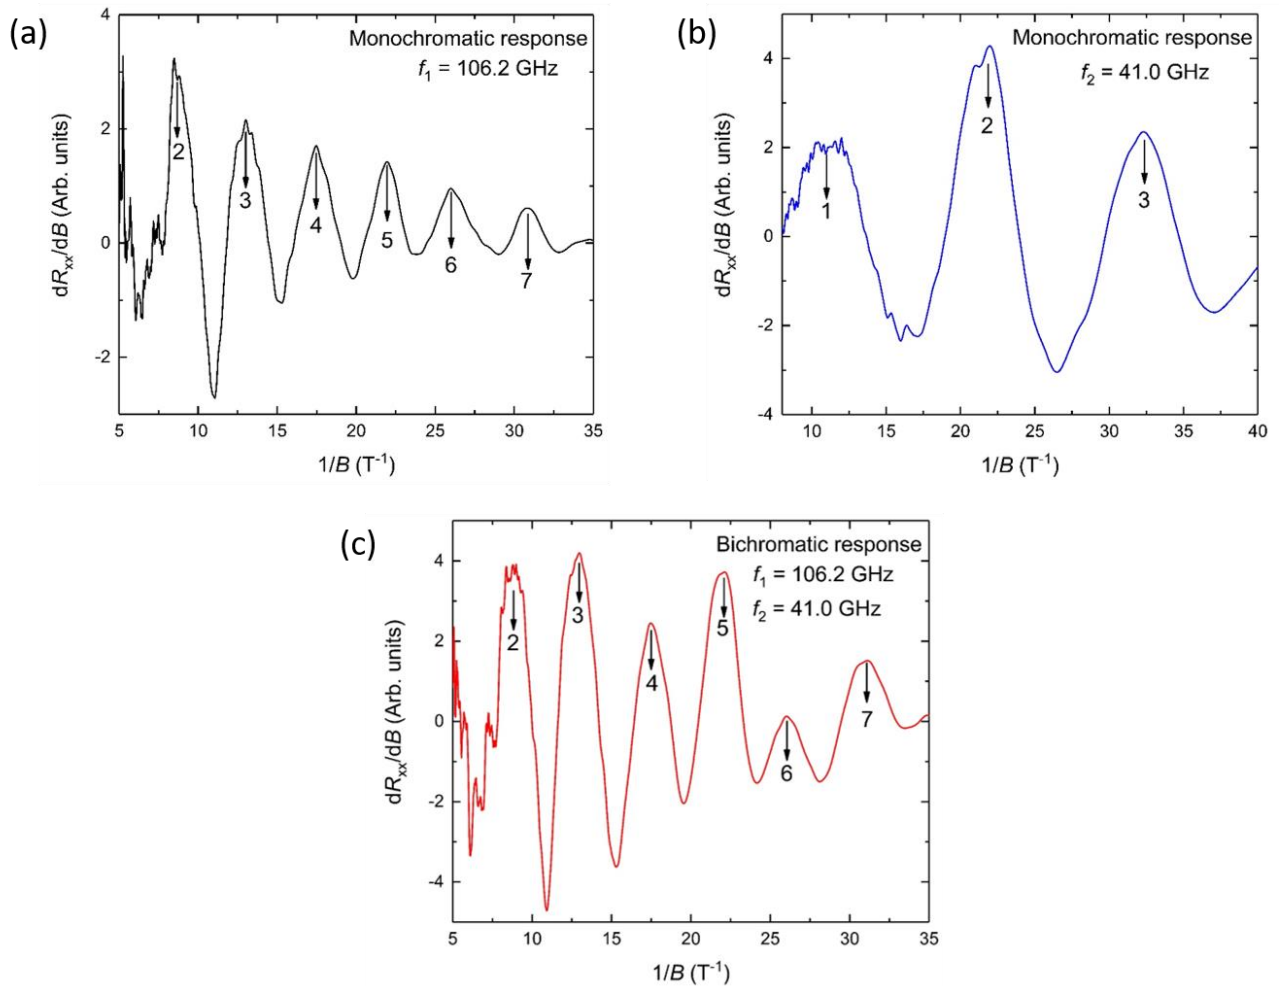 (a)
Monochromatic response
f1 = 106.2 GHz
dRxx/dB (Arb. units)
4
2
0
-2
2
3
4
5
6
7
5 10 15 20 25 30 35
1/B (T-1)
(b)
Monochromatic response
f2 = 41.0 GHz
dRxx/dB (Arb. units)
4
2
0
-2
-4
1
2
3
10 15 20 25 30 35 40
1/B (T-1)
(c)
Bichromatic response
f1 = 106.2 GHz
f2 = 41.0 GHz
dRxx/dB (Arb. units)
4
2
0
-2
-4
2
3
4
5
6
7
5 10 15 20 25 30 35
1/B (T-1)